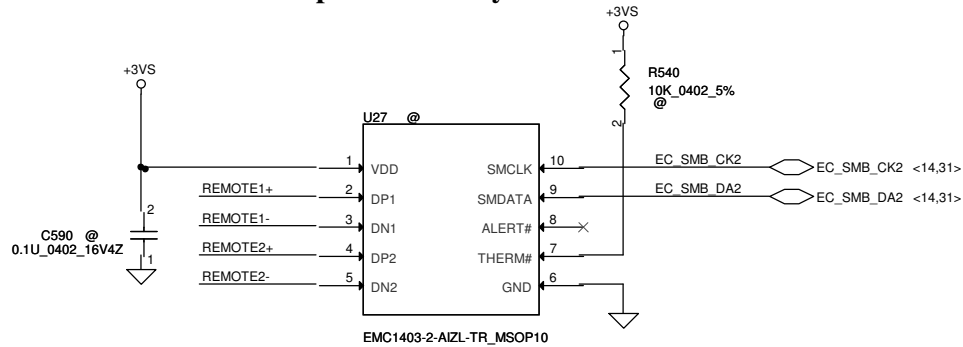 +3VS
+3VS
1
R540
10K_0402_5%
@
2
U27 @
1 VDD SMCLK 10 EC_SMB_CK2 EC_SMB_CK2 <14,31>
REMOTE1+ 2 DP1 SMDATA 9 EC_SMB_DA2 EC_SMB_DA2 <14,31>
REMOTE1- 3 DN1 ALERT# 8
REMOTE2+ 4 DP2 THERM# 7
REMOTE2- 5 DN2 GND 6
2
C590 @
0.1U_0402_16V4Z
1
EMC1403-2-AIZL-TR_MSOP10